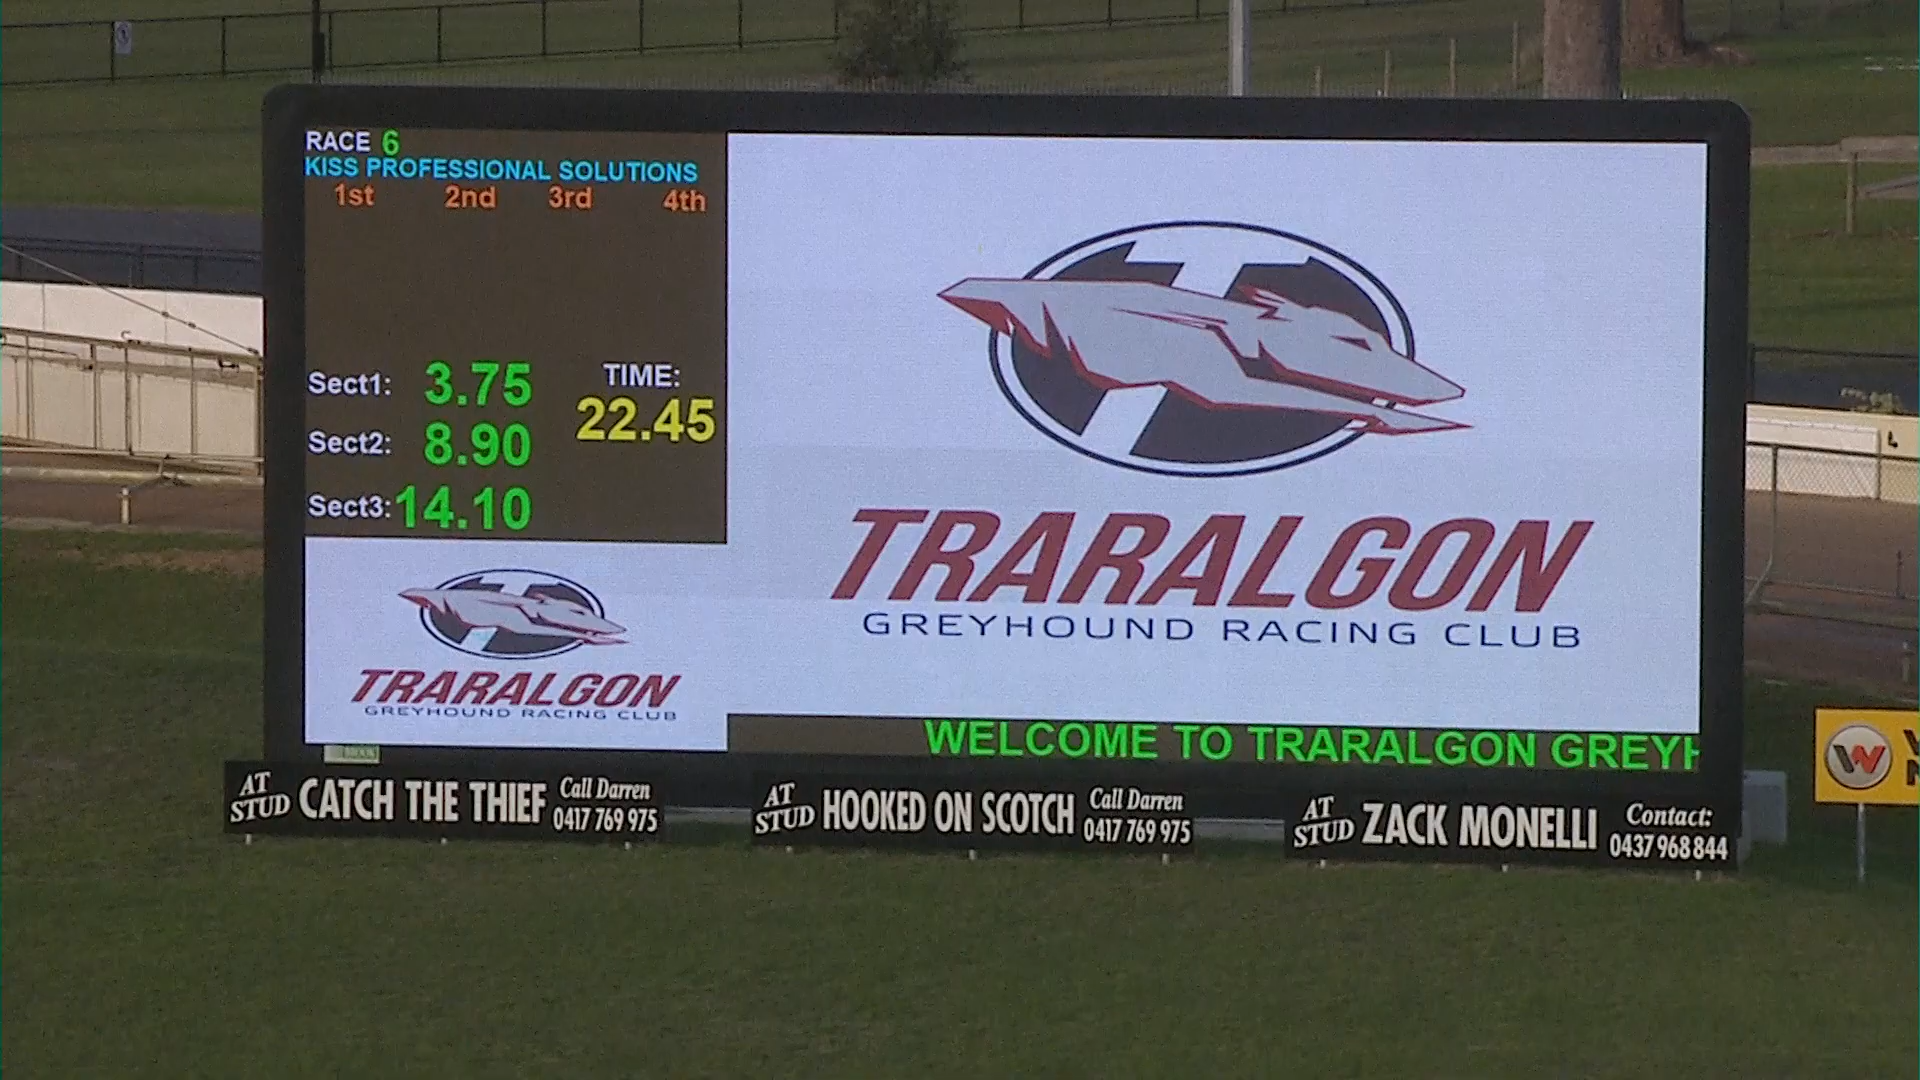 RACE 6
KISS PROFESSIONAL SOLUTIONS
1st 2nd 3rd 4th
Sect1: 3.75
Sect2: 8.90
Sect3: 14.10
TIME:
22.45
TRARALGON
GREYHOUND RACING CLUB
TRARALGON
GREYHOUND RACING CLUB
WELCOME TO TRARALGON GREYH
AT STUD CATCH THE THIEF Call Darren 0417 769 975
AT STUD HOOKED ON SCOTCH Call Darren 0417 769 975
AT STUD ZACK MONELLI Contact: 0437 968 844